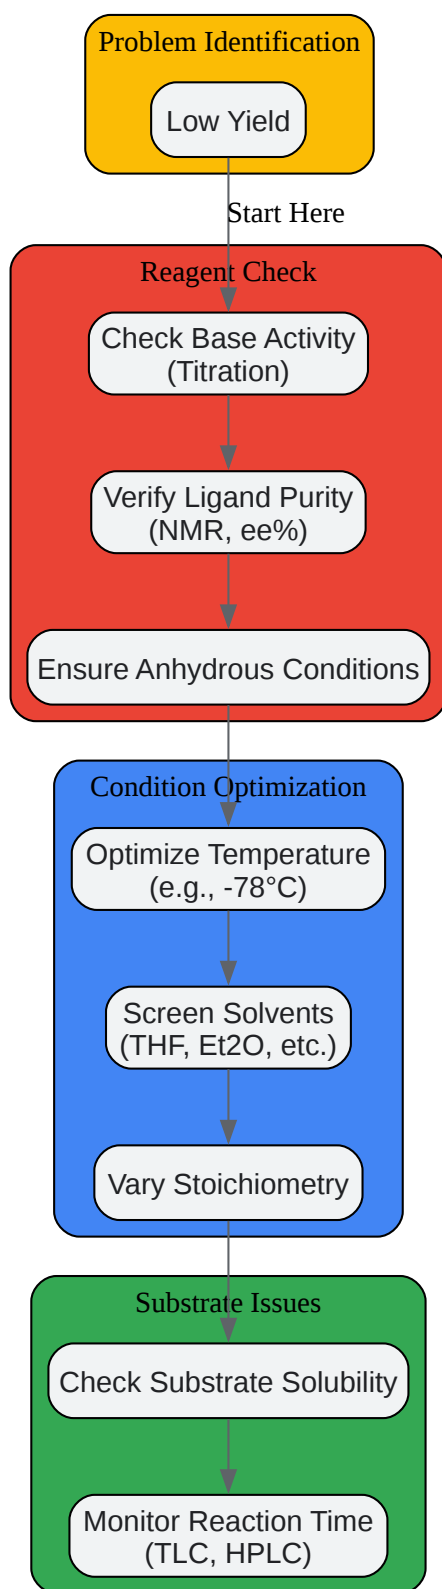 Problem Identification
Low Yield
Start Here
Reagent Check
Check Base Activity
(Titration)
Verify Ligand Purity
(NMR, ee%)
Ensure Anhydrous Conditions
Condition Optimization
Optimize Temperature
(e.g., -78°C)
Screen Solvents
(THF, Et2O, etc.)
Vary Stoichiometry
Substrate Issues
Check Substrate Solubility
Monitor Reaction Time
(TLC, HPLC)